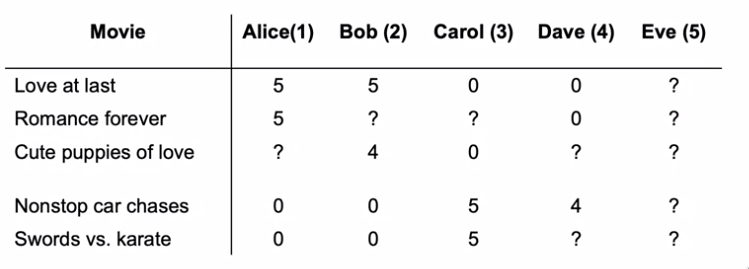 Movie Alice(1) Bob (2) Carol (3) Dave (4) Eve (5)
Love at last 5 5 0 0 ?
Romance forever 5 ? ? 0 ?
Cute puppies of love ? 4 0 ? ?
Nonstop car chases 0 0 5 4 ?
Swords vs. karate 0 0 5 ? ?